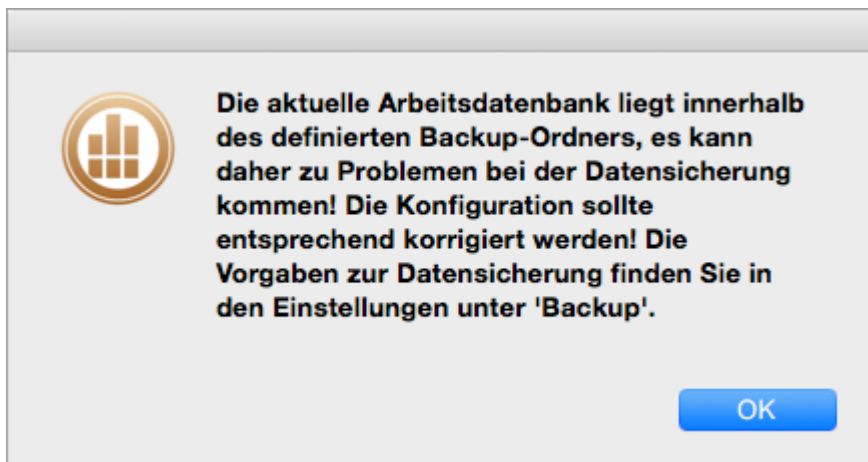 Die aktuelle Arbeitsdatenbank liegt innerhalb
des definierten Backup-Ordners, es kann
daher zu Problemen bei der Datensicherung
kommen! Die Konfiguration sollte
entsprechend korrigiert werden! Die
Vorgaben zur Datensicherung finden Sie in
den Einstellungen unter 'Backup'.
OK